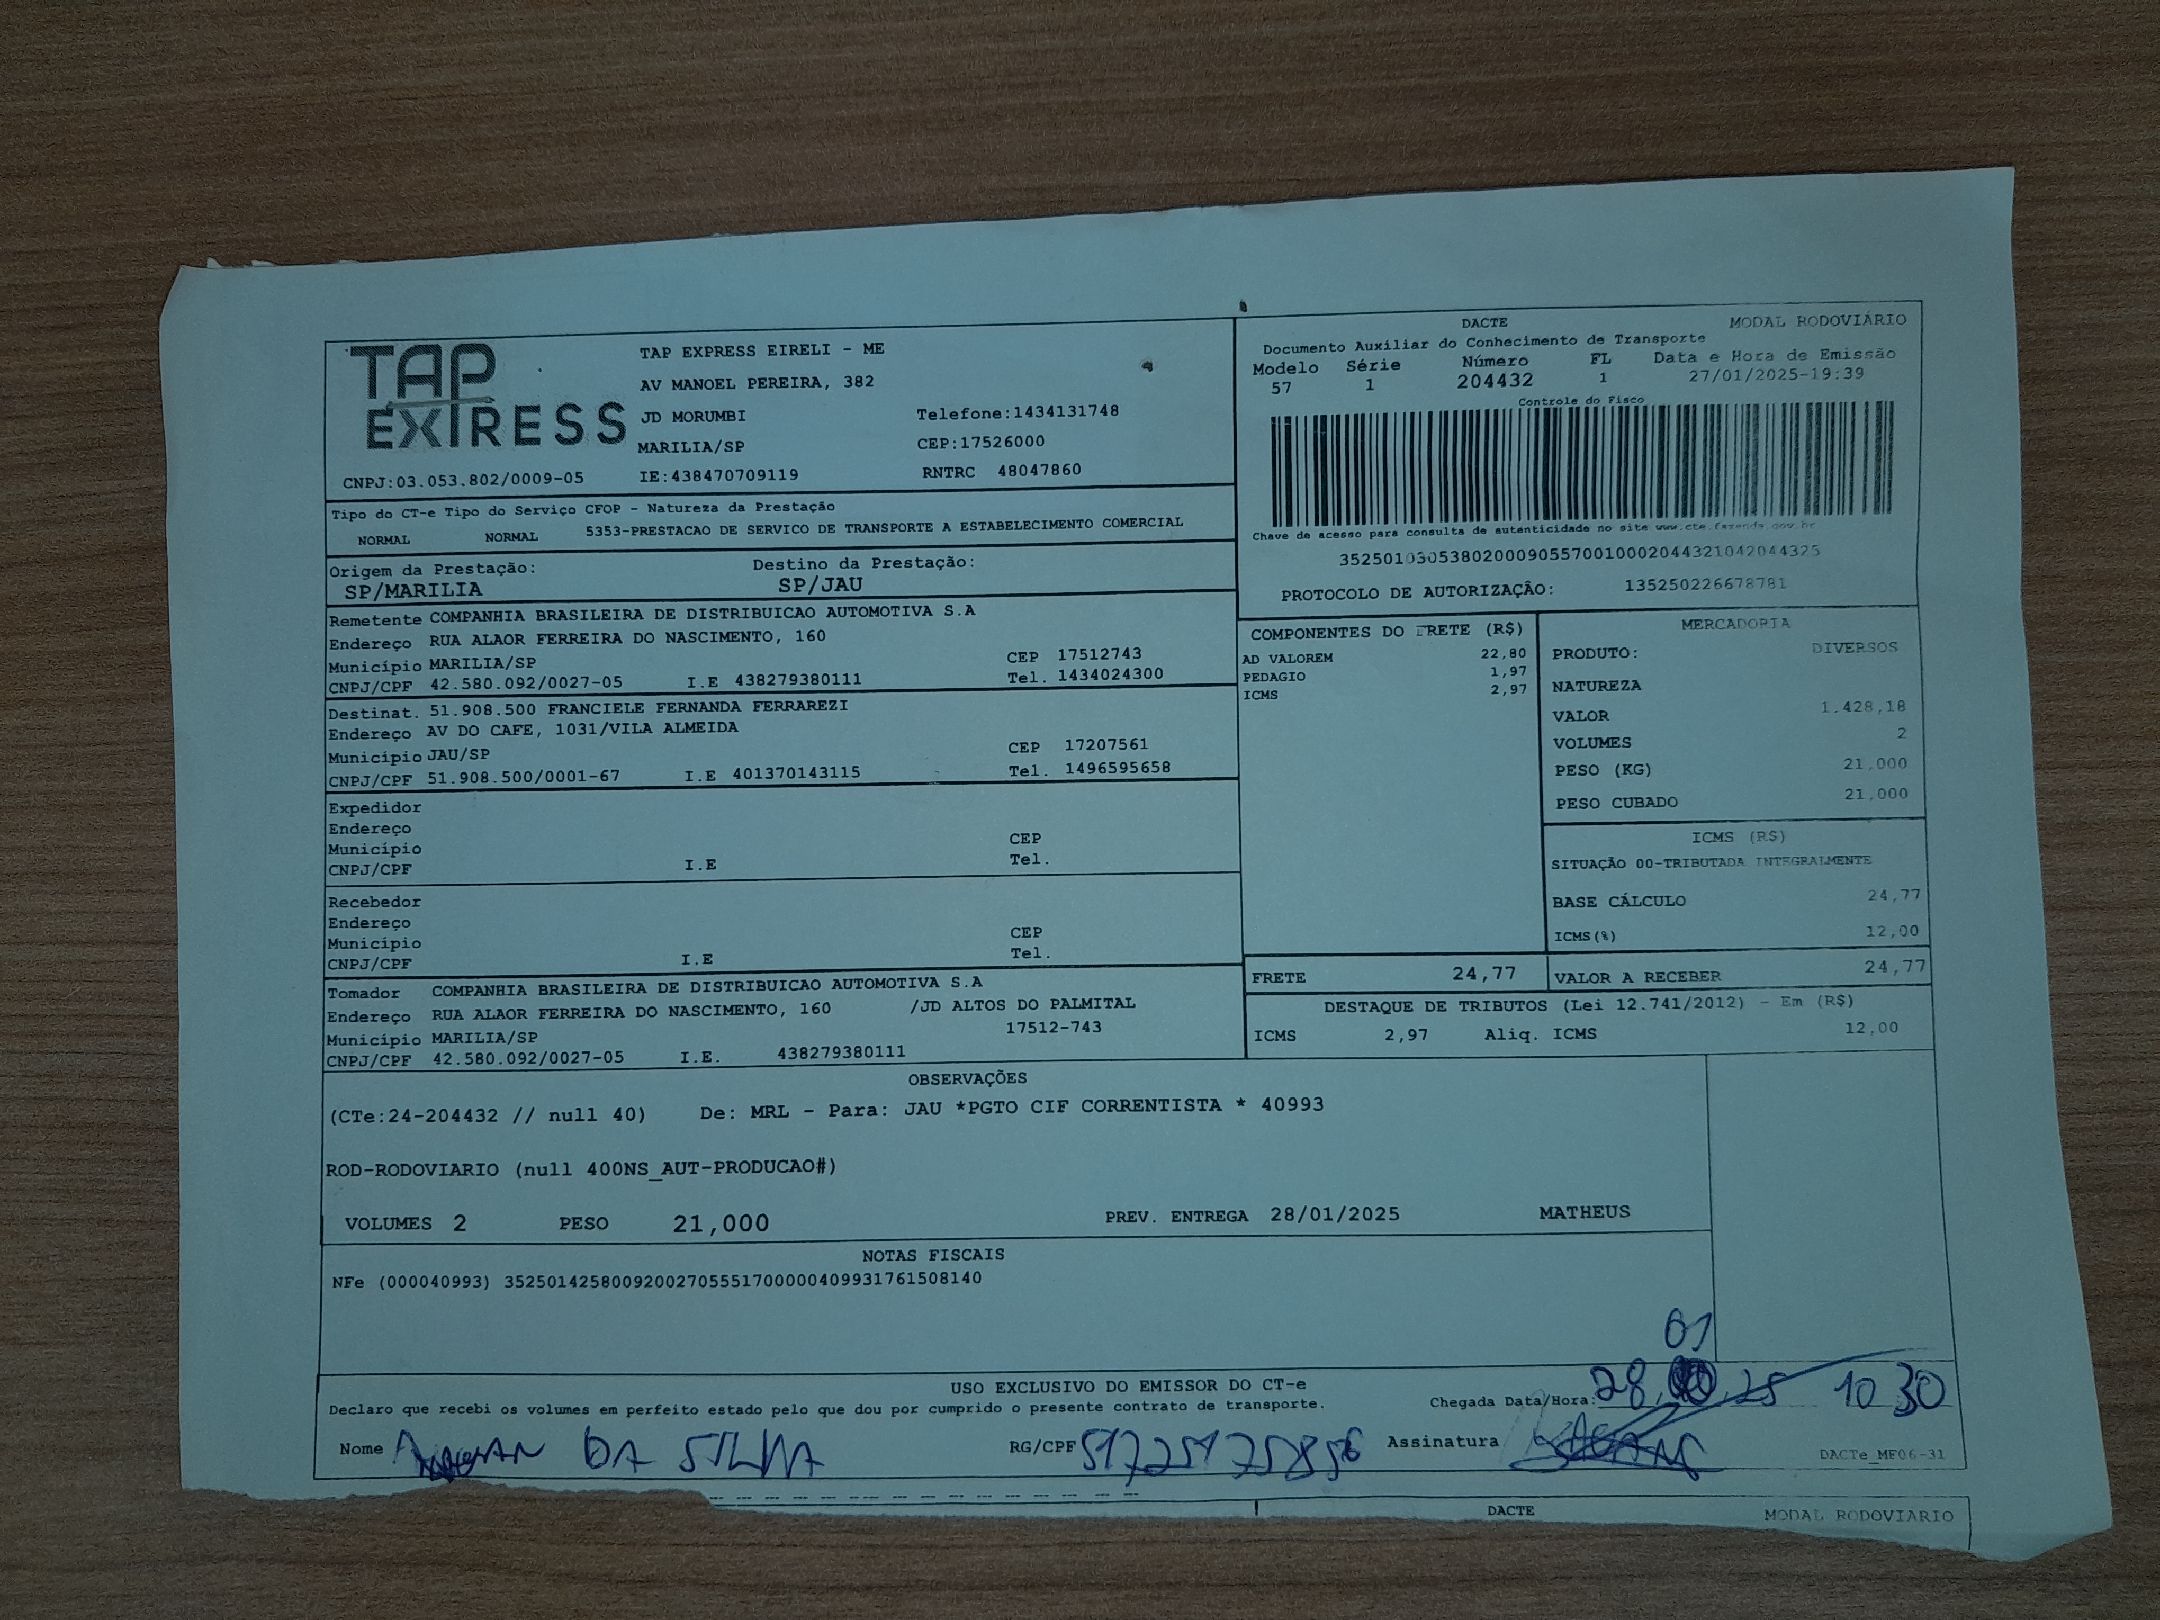 TAP EXPRESS
TAP EXPRESS EIRELI - ME
AV MANOEL PEREIRA, 382
JD MORUMBI Telefone:1434131748
MARILIA/SP CEP:17526000
CNPJ:03.053.802/0009-05 IE:438470709119 RNTRC 48047860
DACTE MODAL RODOVIÁRIO
Documento Auxiliar do Conhecimento de Transporte
Modelo Série Número FL Data e Hora de Emissão
57 1 204432 1 27/01/2025-19:39
Controle do Fisco
Chave de acesso para consulta de autenticidade no site www.cte.fazenda.gov.br
35250103053802000905570010002044321042044325
PROTOCOLO DE AUTORIZAÇÃO: 135250226678781
Tipo do CT-e Tipo do Serviço CFOP - Natureza da Prestação
NORMAL NORMAL 5353-PRESTACAO DE SERVICO DE TRANSPORTE A ESTABELECIMENTO COMERCIAL
Origem da Prestação: Destino da Prestação:
SP/MARILIA SP/JAU
Remetente COMPANHIA BRASILEIRA DE DISTRIBUICAO AUTOMOTIVA S.A
Endereço RUA ALAOR FERREIRA DO NASCIMENTO, 160
Município MARILIA/SP CEP 17512743
CNPJ/CPF 42.580.092/0027-05 I.E 438279380111 Tel. 1434024300
Destinat. 51.908.500 FRANCIELE FERNANDA FERRAREZI
Endereço AV DO CAFE, 1031/VILA ALMEIDA
Município JAU/SP CEP 17207561
CNPJ/CPF 51.908.500/0001-67 I.E 401370143115 Tel. 1496595658
Expedidor
Endereço
Município CEP
CNPJ/CPF I.E Tel.
Recebedor
Endereço
Município CEP
CNPJ/CPF I.E Tel.
Tomador COMPANHIA BRASILEIRA DE DISTRIBUICAO AUTOMOTIVA S.A
Endereço RUA ALAOR FERREIRA DO NASCIMENTO, 160 /JD ALTOS DO PALMITAL
Município MARILIA/SP 17512-743
CNPJ/CPF 42.580.092/0027-05 I.E. 438279380111
COMPONENTES DO FRETE (R$)
AD VALOREM 22,80
PEDAGIO 1,97
ICMS 2,97
MERCADORIA
PRODUTO: DIVERSOS
NATUREZA
VALOR 1.428,18
VOLUMES 2
PESO (KG) 21,000
PESO CUBADO 21,000
ICMS (R$)
SITUAÇÃO 00-TRIBUTADA INTEGRALMENTE
BASE CÁLCULO 24,77
ICMS(%) 12,00
FRETE 24,77 VALOR A RECEBER 24,77
DESTAQUE DE TRIBUTOS (Lei 12.741/2012) - Em (R$)
ICMS 2,97 Aliq. ICMS 12,00
OBSERVAÇÕES
(CTe:24-204432 // null 40) De: MRL - Para: JAU *PGTO CIF CORRENTISTA * 40993
ROD-RODOVIARIO (null 400NS_AUT-PRODUCAO#)
VOLUMES 2 PESO 21,000 PREV. ENTREGA 28/01/2025 MATHEUS
NOTAS FISCAIS
NFe (000040993) 35250142580092002705551700000409931761508140
01
USO EXCLUSIVO DO EMISSOR DO CT-e
Declaro que recebi os volumes em perfeito estado pelo que dou por cumprido o presente contrato de transporte. Chegada Data/Hora: 28 25 10 30
Nome DA SILVA RG/CPF 51725175856 Assinatura
DACTe_MF06-31
DACTE MODAL RODOVIARIO